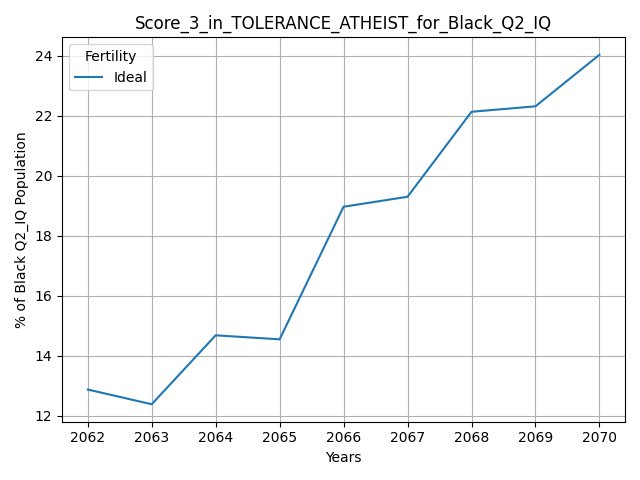 Score_3_in_TOLERANCE_ATHEIST_for_Black_Q2_IQ
Fertility
Ideal
% of Black Q2_IQ Population
24
22
20
18
16
14
12
2062 2063 2064 2065 2066 2067 2068 2069 2070
Years